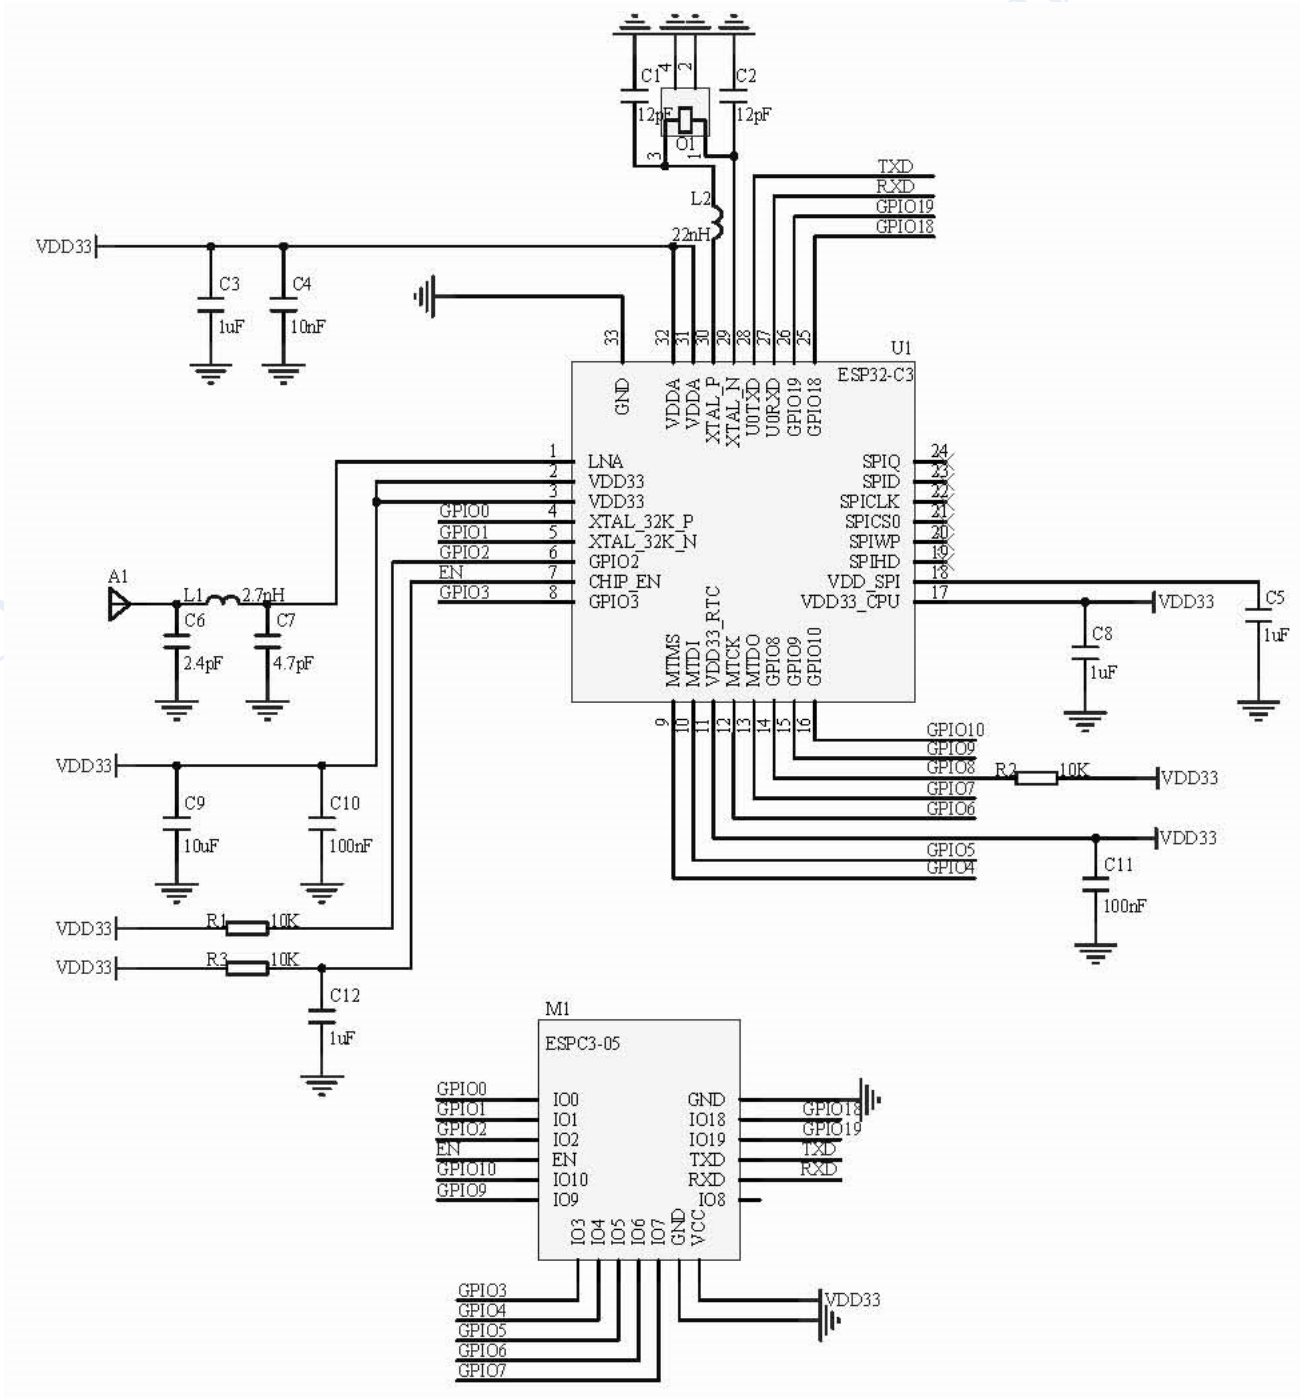 C1
12pF
4
2
C2
12pF
O1
3
1
L2
22nH
TXD
RXD
GPIO19
GPIO18
VDD33
C3
1uF
C4
10nF
33
32
31
30
29
28
27
26
25
U1
ESP32-C3
GND
VDDA
VDDA
XTAL_P
XTAL_N
U0TXD
U0RXD
GPIO19
GPIO18
1
LNA
2
VDD33
3
VDD33
GPIO0
4
XTAL_32K_P
GPIO1
5
XTAL_32K_N
GPIO2
6
GPIO2
EN
7
CHIP_EN
GPIO3
8
GPIO3
SPIQ
24
SPID
23
SPICLK
22
SPICS0
21
SPIWP
20
SPIHD
19
VDD_SPI
18
VDD33_CPU
17
VDD33
C5
1uF
C8
1uF
A1
L1
2.7nH
C6
2.4pF
C7
4.7pF
MTMS
MTDI
VDD33_RTC
MTCK
MTDO
GPIO8
GPIO9
GPIO10
9
10
11
12
13
14
15
16
GPIO10
GPIO9
GPIO8
R2
10K
VDD33
GPIO7
GPIO6
VDD33
GPIO5
GPIO4
C11
100nF
VDD33
C9
10uF
C10
100nF
VDD33
R1
10K
VDD33
R3
10K
C12
1uF
M1
ESPC3-05
GPIO0
IO0
GPIO1
IO1
GPIO2
IO2
EN
EN
GPIO10
IO10
GPIO9
IO9
GND
IO18
GPIO18
IO19
GPIO19
TXD
TXD
RXD
RXD
IO8
IO3
IO4
IO5
IO6
IO7
GND
VCC
GPIO3
GPIO4
GPIO5
GPIO6
GPIO7
VDD33